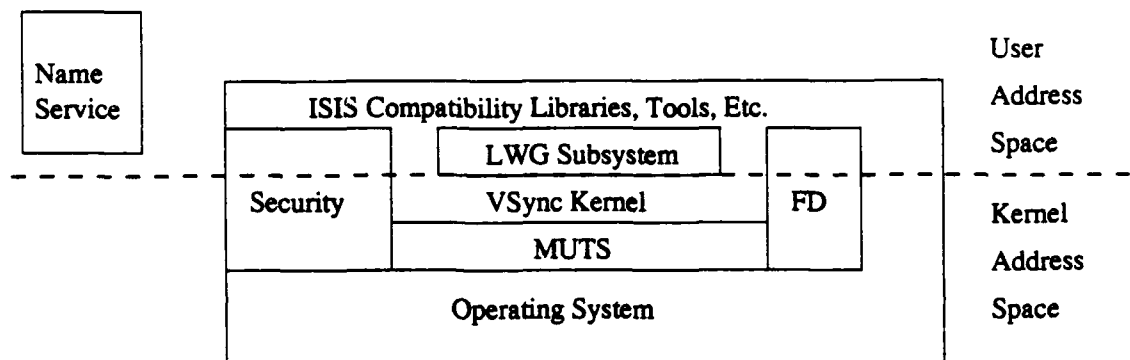 Name
Service
ISIS Compatibility Libraries, Tools, Etc.
LWG Subsystem
Security
VSync Kernel
FD
MUTS
Operating System
User
Address
Space
Kernel
Address
Space